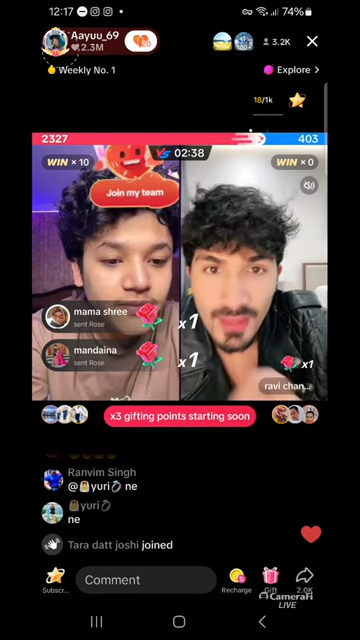 12:17
74%
Aayuu_69
2.3M
20
3.2K
Weekly No. 1
Explore >
18/1k
2327
403
WIN × 10
VS 02:38
WIN × 0
Join my team
mama shree
sent Rose
x1
mandaina
sent Rose
x1
x1
ravi chan...
x3 gifting points starting soon
Ranvim Singh
@🔒yuri💍 ne
🔒yuri💍
ne
Tara datt joshi joined
Subscr...
Comment
Recharge
Gift
2.0K
CameraFi
LIVE